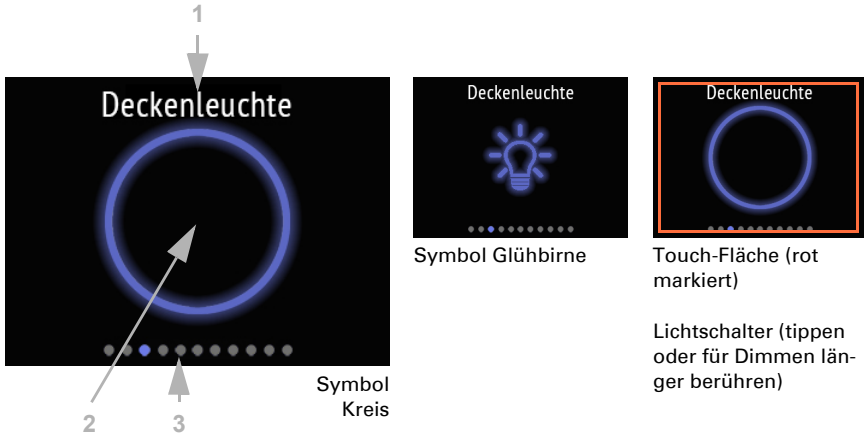 1
Deckenleuchte
2
3
Symbol
Kreis
Deckenleuchte
Symbol Glühbirne
Deckenleuchte
Touch-Fläche (rot
markiert)
Lichtschalter (tippen
oder für Dimmen län-
ger berühren)